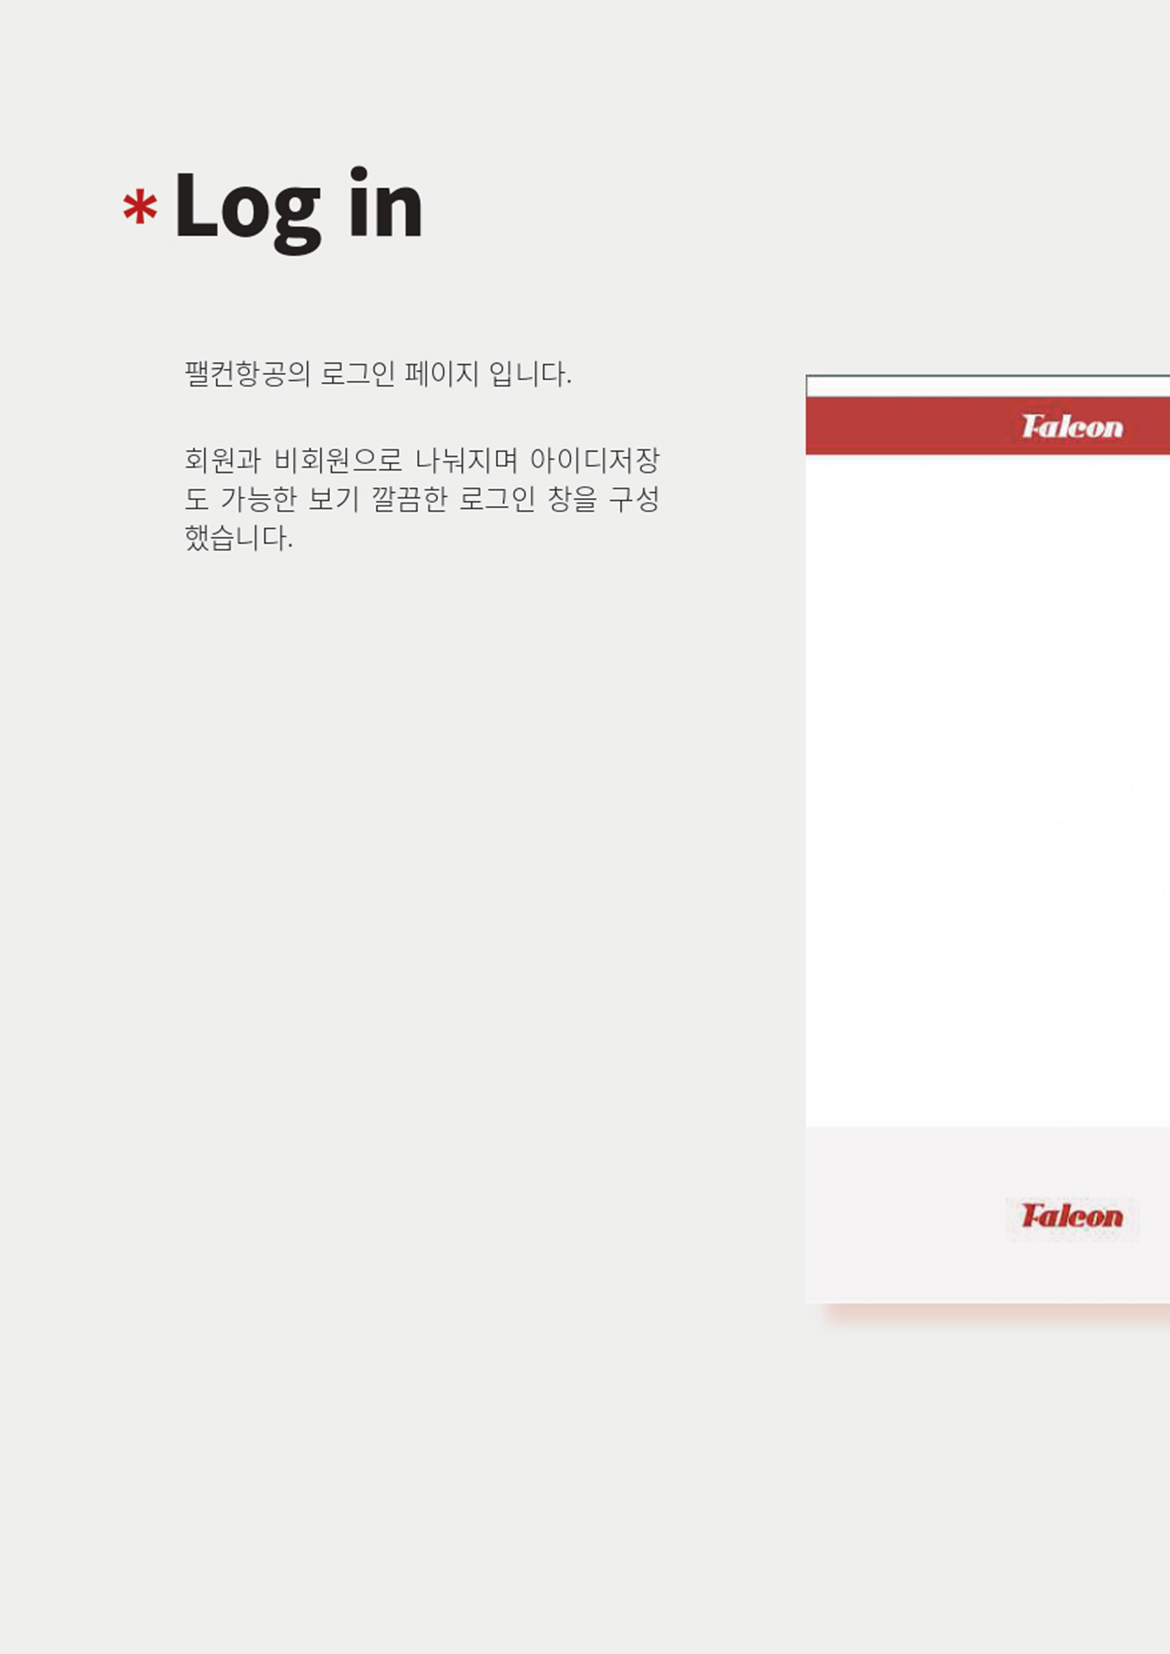 * Log in
팰컨항공의 로그인 페이지 입니다.
회원과 비회원으로 나눠지며 아이디저장
도 가능한 보기 깔끔한 로그인 창을 구성
했습니다.
Falcon
Falcon